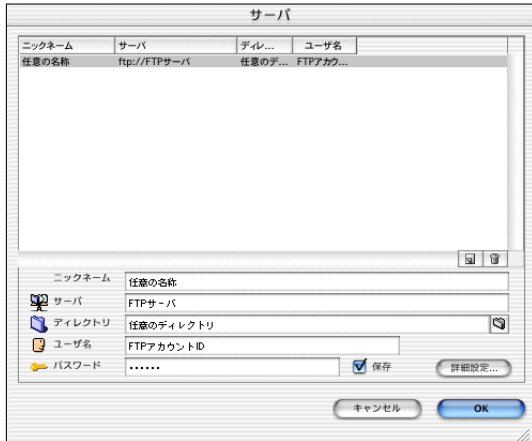 サーバ
ニックネーム サーバ ディレ... ユーザ名
任意の名称 ftp://FTPサーバ 任意のデ... FTPアカウ...
ニックネーム 任意の名称
サーバ FTPサーバ
ディレクトリ 任意のディレクトリ
ユーザ名 FTPアカウントID
パスワード •••••• 保存 詳細設定...
キャンセル OK